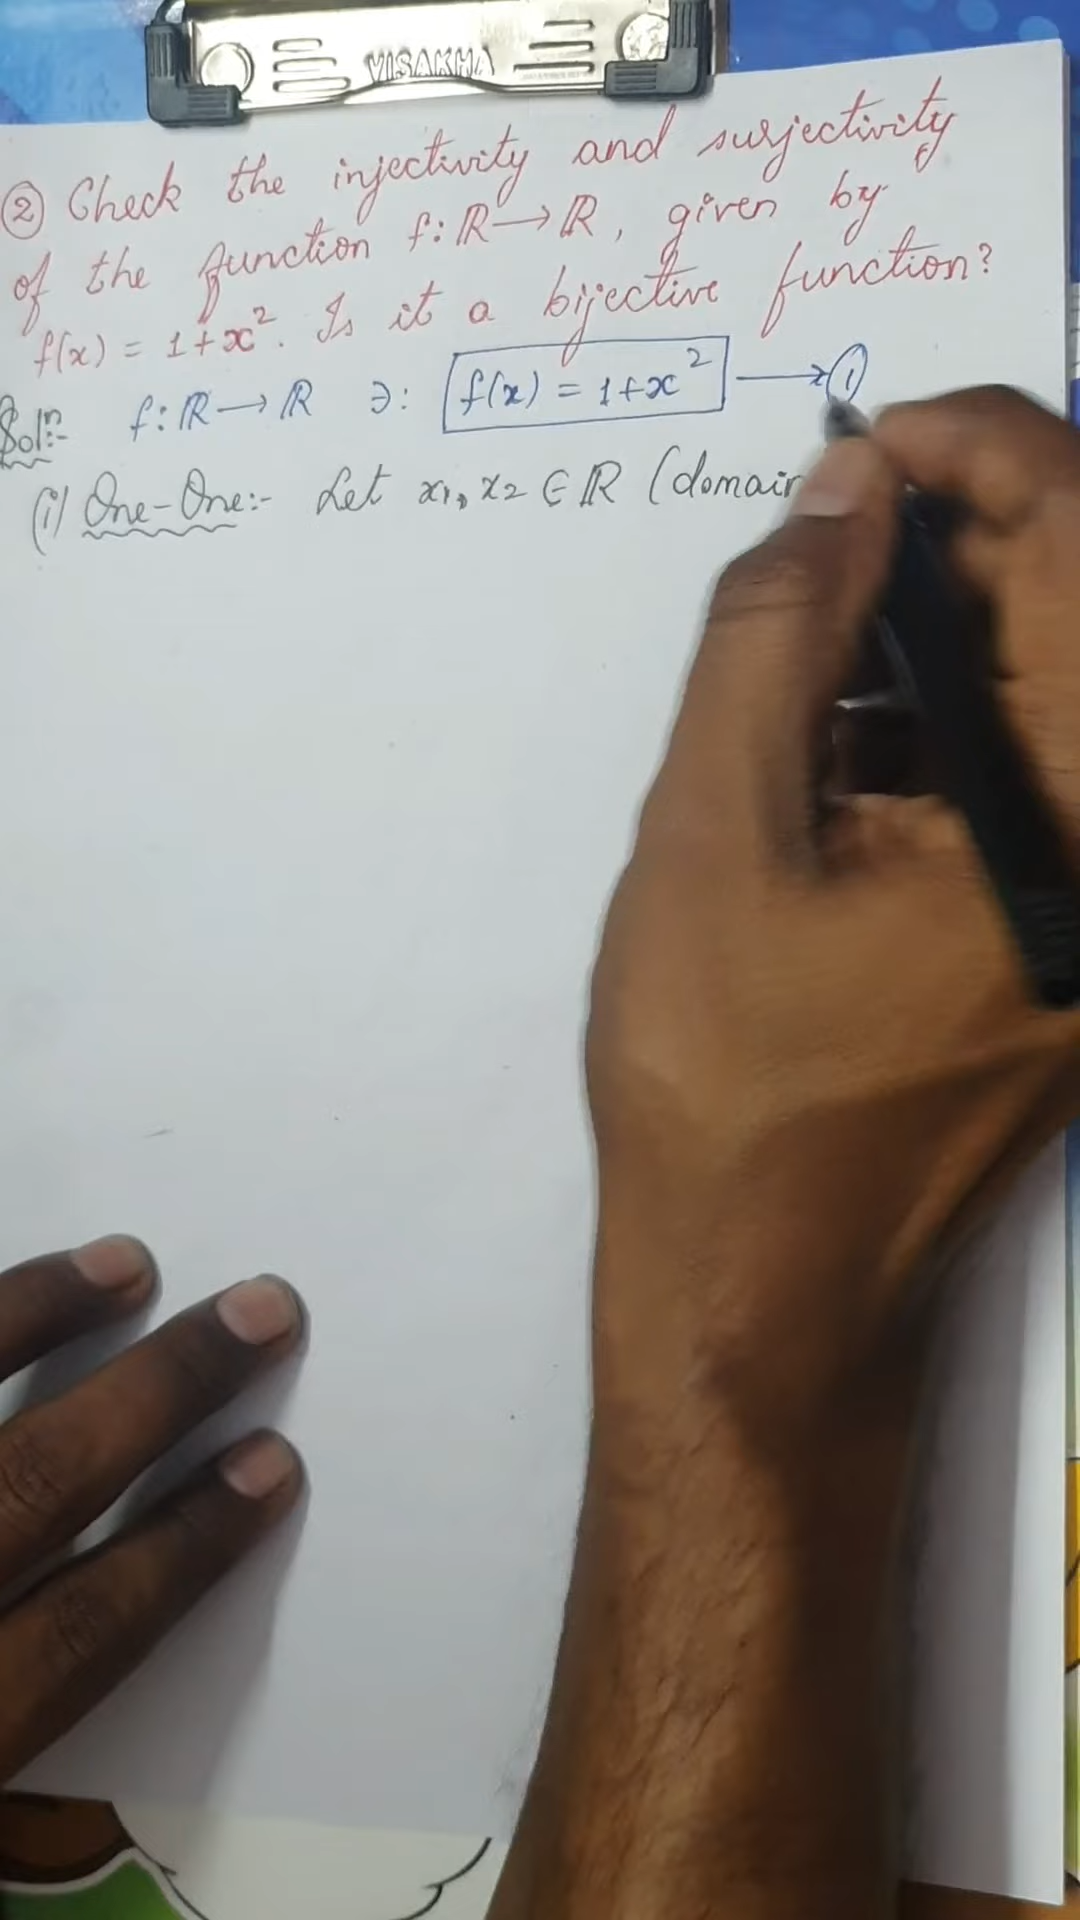 VISAKHA
② Check the injectivity and surjectivity
of the function f: ℝ→ℝ, given by
f(x) = 1+x². Is it a bijective function?
Solⁿ:- f: ℝ→ℝ ∋: f(x) = 1+x² → ①
(i) One-One:- Let x₁, x₂ ∈ ℝ (domain